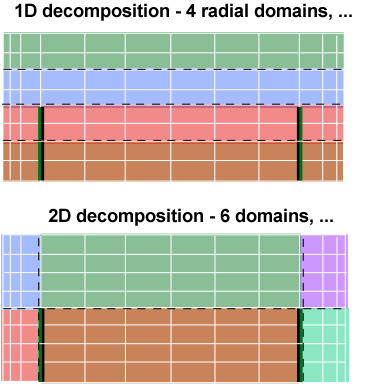 1D decomposition - 4 radial domains, ...
2D decomposition - 6 domains, ...